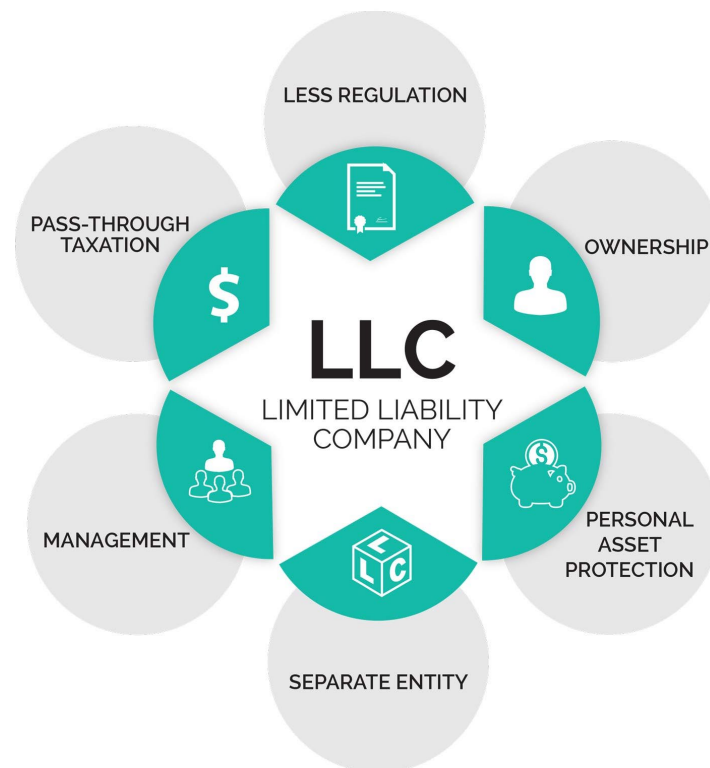 LESS REGULATION
PASS-THROUGH
TAXATION
$
OWNERSHIP
LLC
LIMITED LIABILITY
COMPANY
$
MANAGEMENT
L
L C
PERSONAL
ASSET
PROTECTION
SEPARATE ENTITY